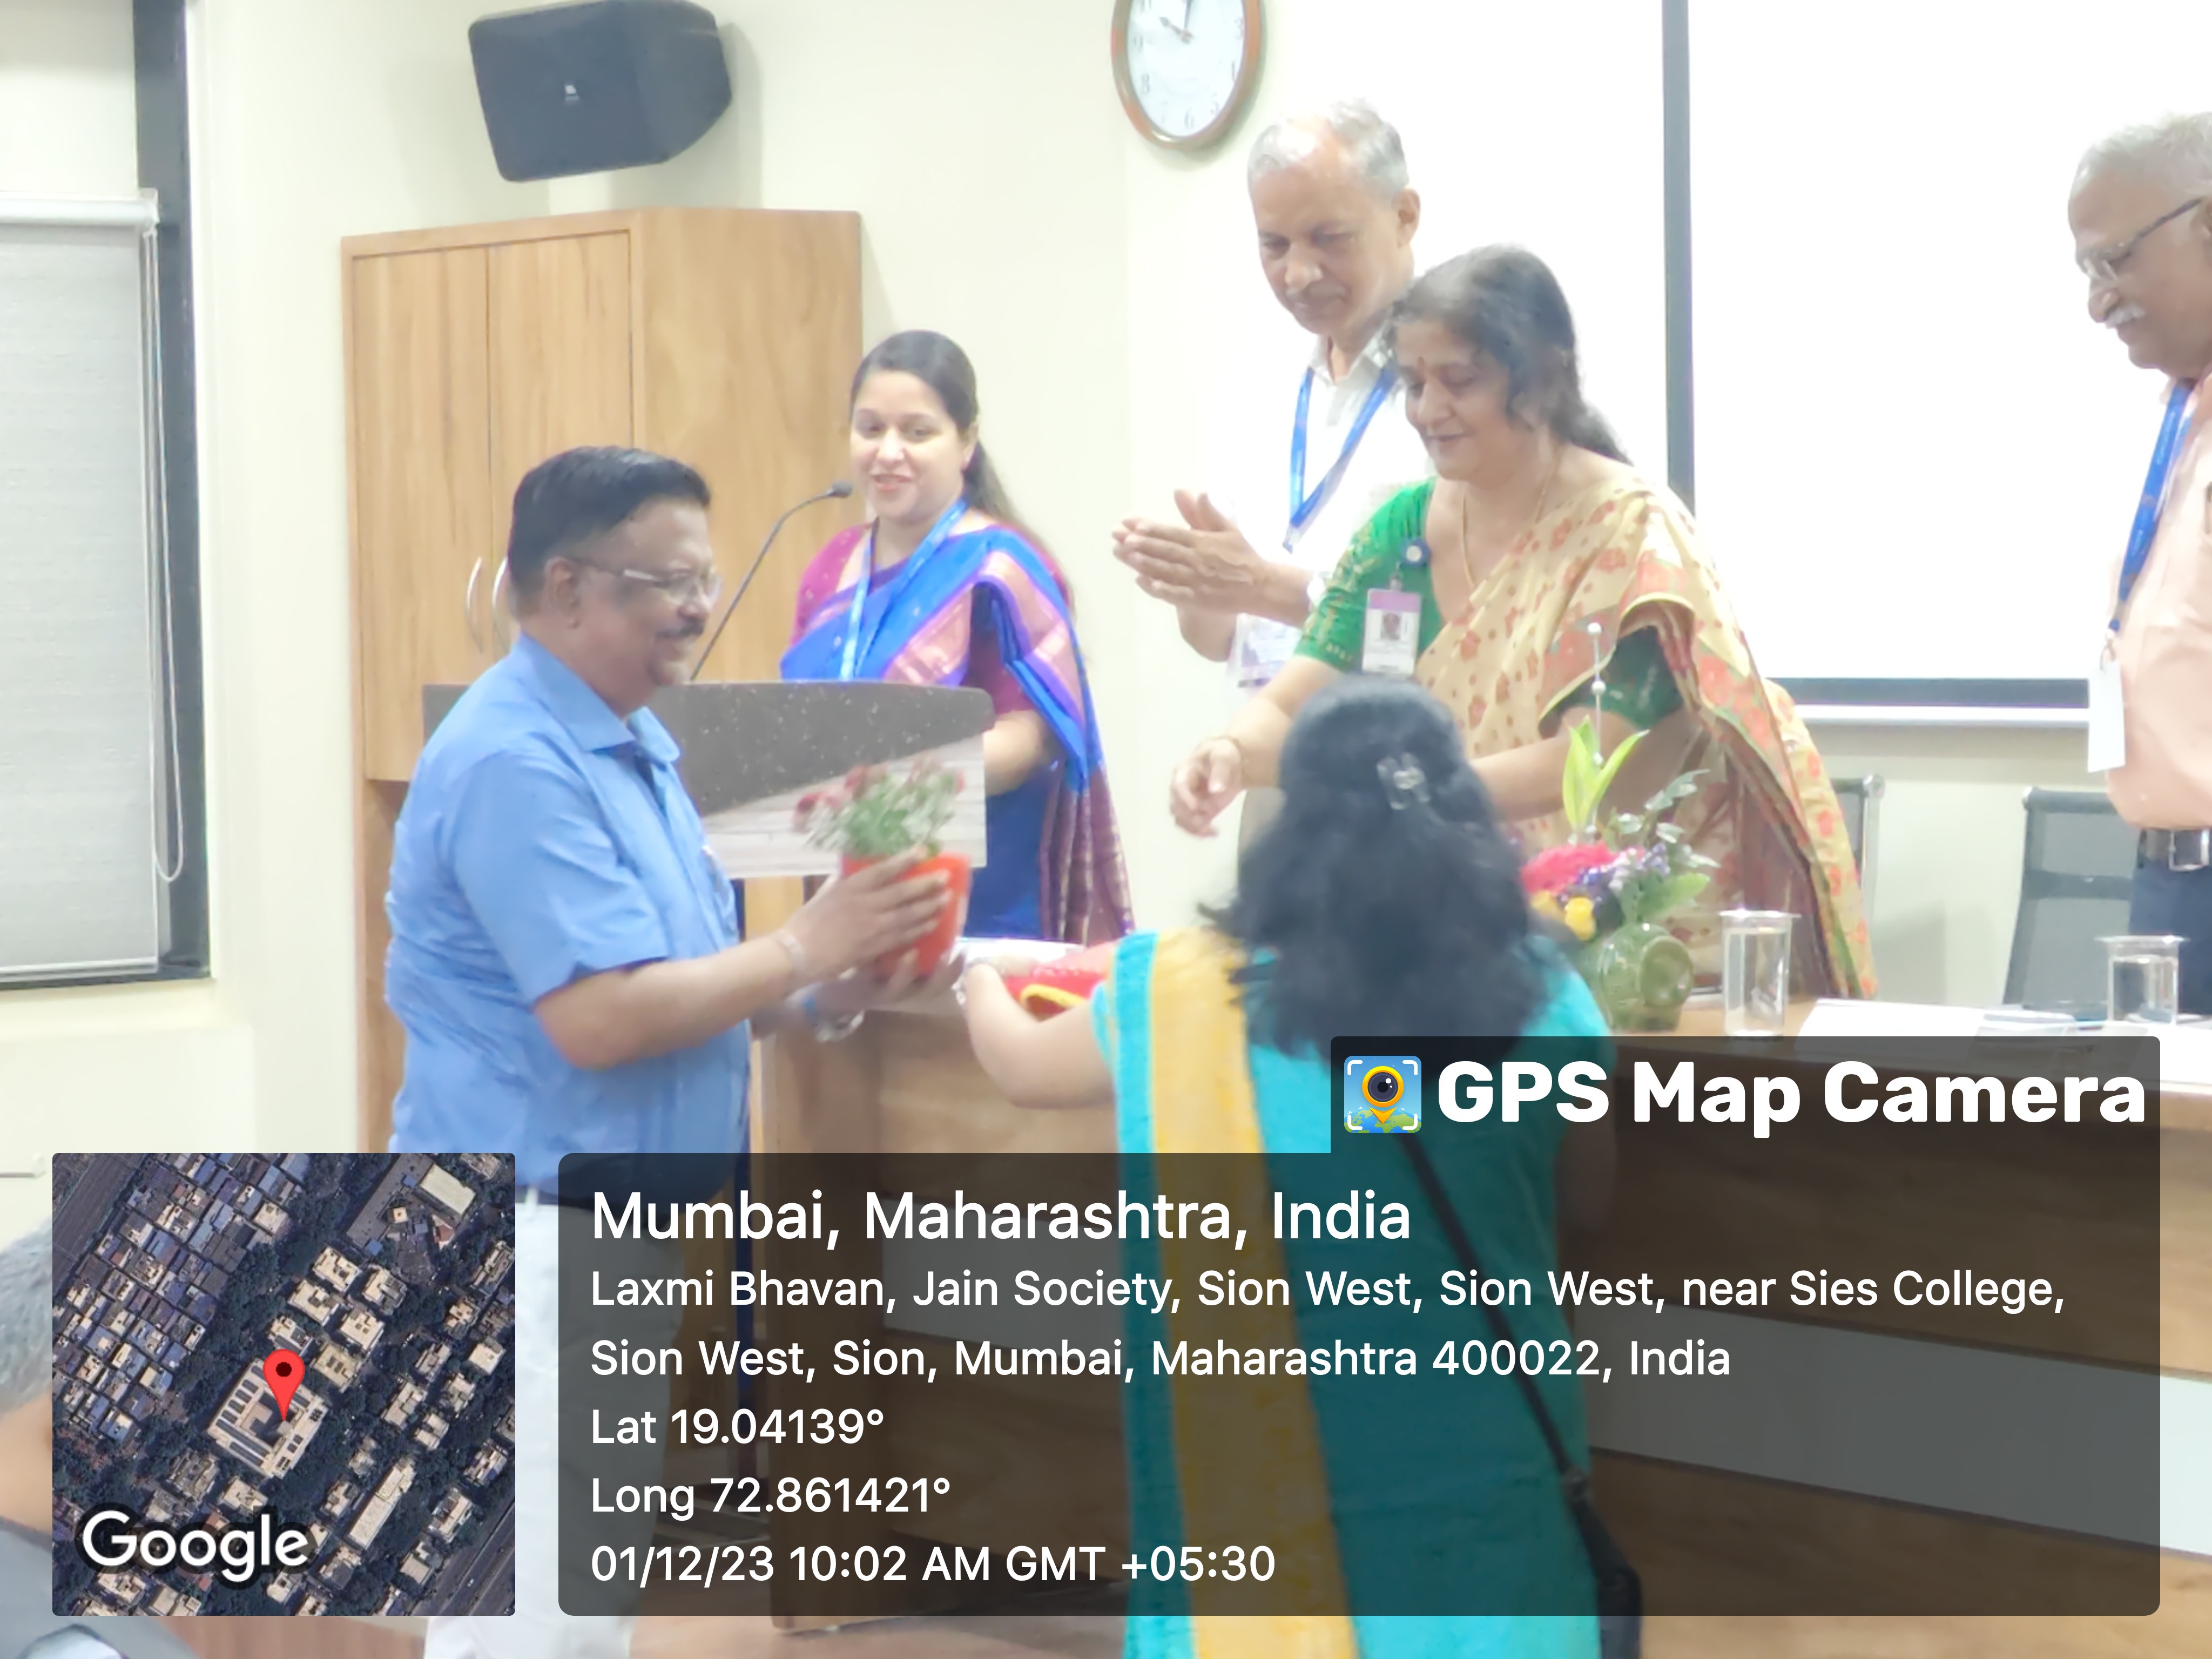 GPS Map Camera
Mumbai, Maharashtra, India
Laxmi Bhavan, Jain Society, Sion West, Sion West, near Sies College,
Sion West, Sion, Mumbai, Maharashtra 400022, India
Lat 19.04139°
Long 72.861421°
01/12/23 10:02 AM GMT +05:30
Google